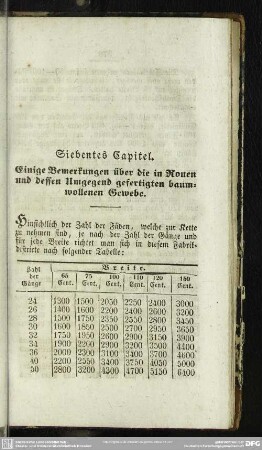 Siebentes Capitel.
Einige Bemerkungen über die in Rouen
und dessen Umgegend gefertigten baum-
wollenen Gewebe.
Hinsichtlich der Zahl der Fäden, welche zur Kette
zu nehmen sind, je nach der Zahl der Gänge und
für jede Breite richtet man sich in diesem Fabrik-
districte nach folgender Tabelle:
Zahl der Gänge | Breite.
65 Cent. | 75 Cent. | 100 Cent. | 110 Cent. | 120 Cent. | 150 Cent.
24 | 1300 | 1500 | 2050 | 2250 | 2400 | 3000
26 | 1400 | 1600 | 2200 | 2400 | 2600 | 3200
28 | 1500 | 1750 | 2350 | 2550 | 2800 | 3450
30 | 1600 | 1850 | 2500 | 2700 | 2950 | 3650
32 | 1750 | 1950 | 2600 | 2900 | 3150 | 3900
34 | 1900 | 2200 | 2900 | 3200 | 3500 | 4400
36 | 2000 | 2300 | 3100 | 3400 | 3700 | 4600
40 | 2200 | 2550 | 3400 | 3750 | 4050 | 5000
50 | 2800 | 3200 | 4300 | 4700 | 5150 | 6400